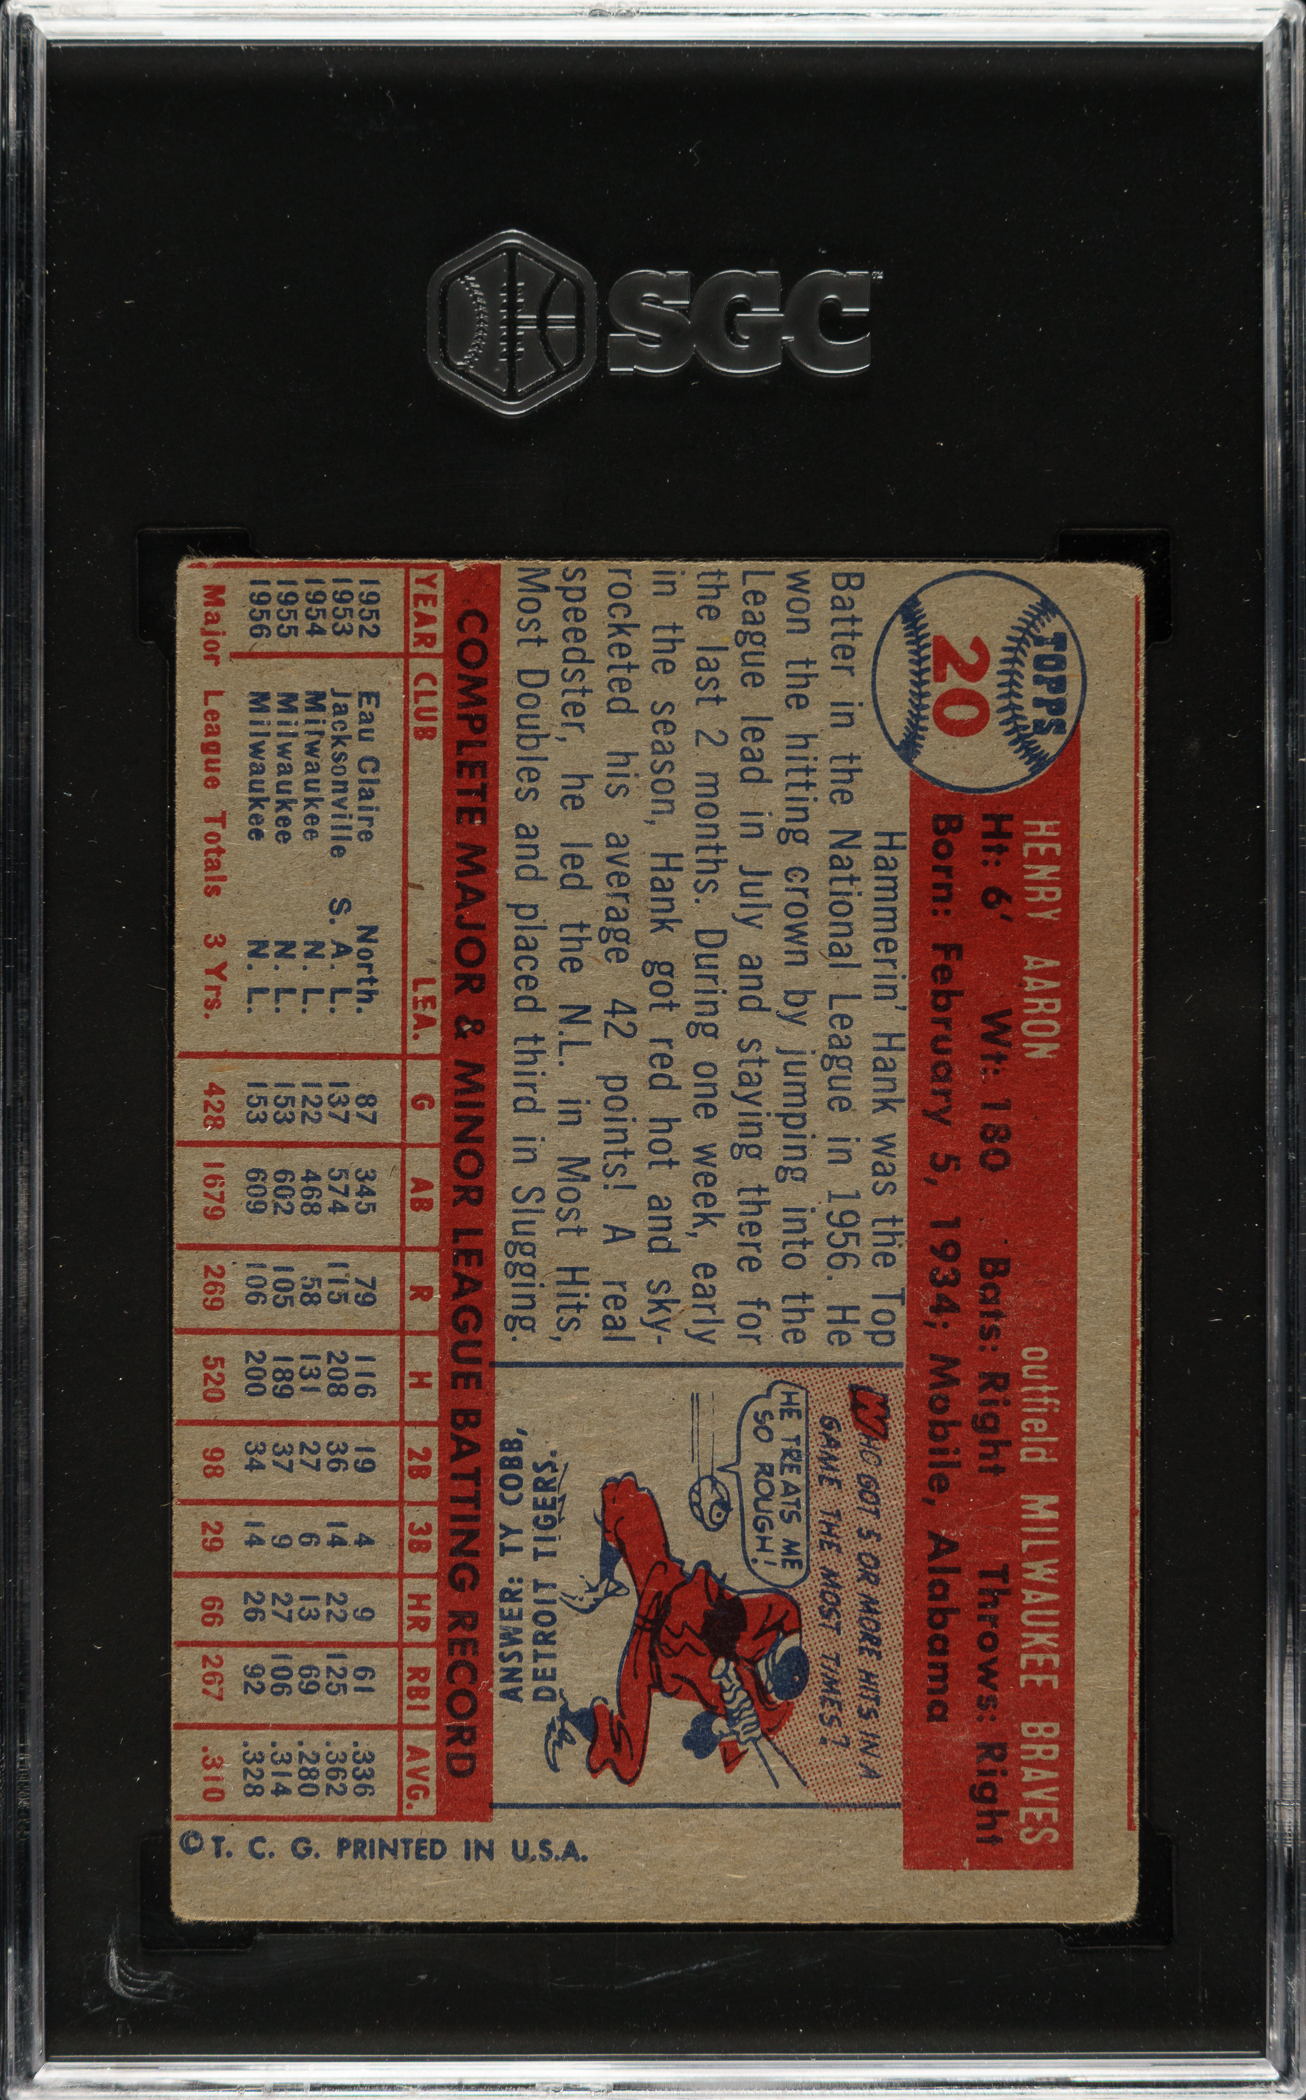 SGC
TOPPS
20
HENRY AARON outfield MILWAUKEE BRAVES
Ht: 6' Wt: 180 Bats: Right Throws: Right
Born: February 5, 1934; Mobile, Alabama
Hammerin' Hank was the Top
Batter in the National League in 1956. He
won the hitting crown by jumping into the
League lead in July and staying there for
the last 2 months. During one week, early
in the season, Hank got red hot and sky-
rocketed his average 42 points! A real
speedster, he led the N.L. in Most Hits,
Most Doubles and placed third in Slugging.
WHO GOT 5 OR MORE HITS IN A
GAME THE MOST TIMES?
HE TREATS ME
SO ROUGH!
ANSWER: TY COBB,
DETROIT TIGERS.
COMPLETE MAJOR & MINOR LEAGUE BATTING RECORD
YEAR CLUB LEA. G AB R H 2B 3B HR RBI AVG.
1952 Eau Claire North. 87 345 79 116 19 4 9 61 .336
1953 Jacksonville S. A. L. 137 574 115 208 36 14 22 125 .362
1954 Milwaukee N. L. 122 468 58 131 27 6 13 69 .280
1955 Milwaukee N. L. 153 602 105 189 37 9 27 106 .314
1956 Milwaukee N. L. 153 609 106 200 34 14 26 92 .328
Major League Totals 3 Yrs. 428 1679 269 520 98 29 66 267 .310
© T. C. G. PRINTED IN U.S.A.